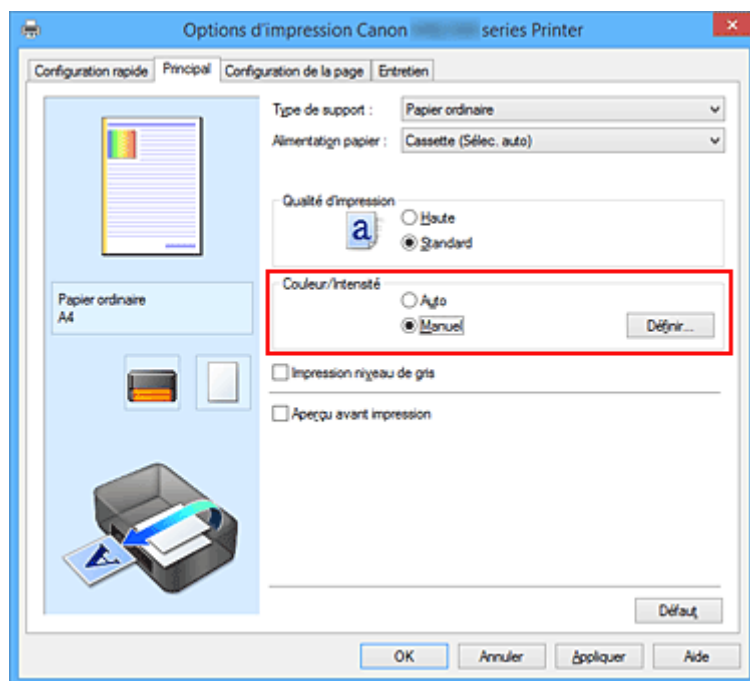 Options d'impression Canon series Printer
Configuration rapide Principal Configuration de la page Entretien
Type de support : Papier ordinaire
Alimentation papier : Cassette (Sélec. auto)
Qualité d'impression
a
Haute
Standard
Couleur/Intensité
Auto
Manuel Définir...
Papier ordinaire
A4
Impression niveau de gris
Aperçu avant impression
A
Défaut
OK Annuler Appliquer Aide